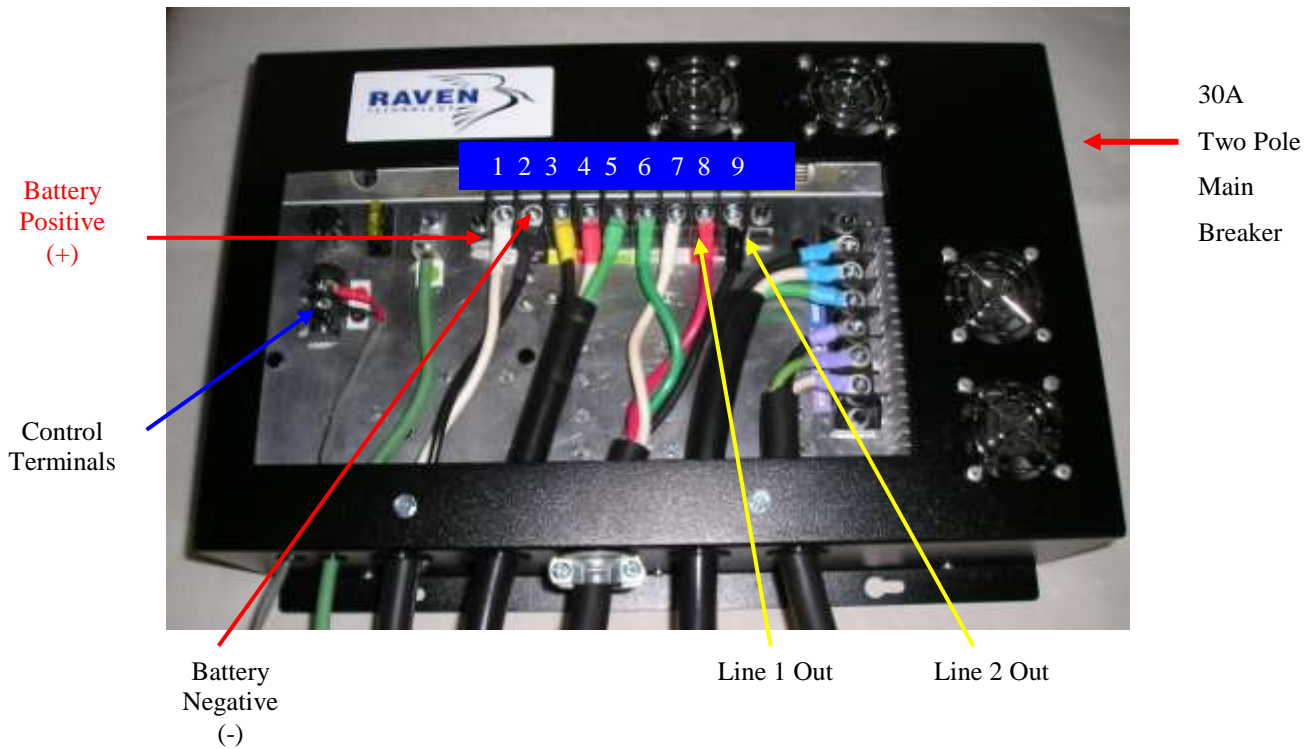 RAVEN
TECHNOLOGY
1 2 3 4 5 6 7 8 9
30A
Two Pole
Main
Breaker
Battery
Positive
(+)
Control
Terminals
Battery
Negative
(-)
Line 1 Out
Line 2 Out